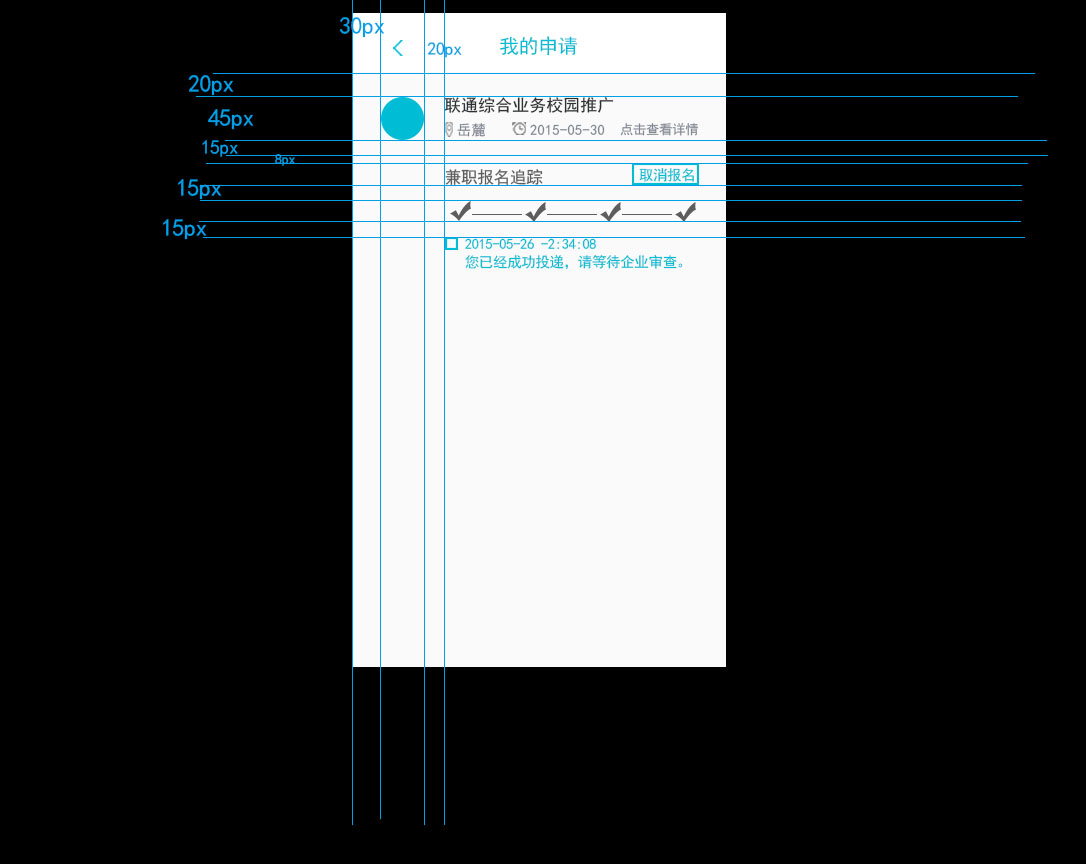 30px
20px
我的申请
20px
45px
联通综合业务校园推广
岳麓 2015-05-30 点击查看详情
15px
8px
15px
兼职报名追踪 取消报名
15px
2015-05-26 -2:34:08
您已经成功投递，请等待企业审查。